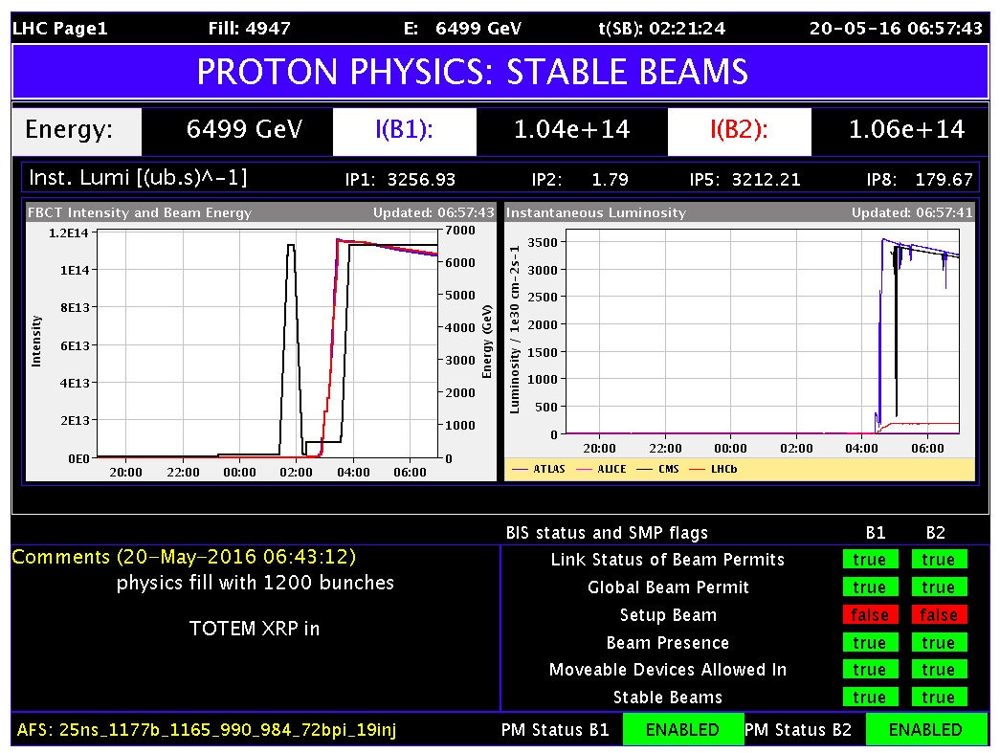 LHC Page1 Fill: 4947 E: 6499 GeV t(SB): 02:21:24 20-05-16 06:57:43
PROTON PHYSICS: STABLE BEAMS
Energy: 6499 GeV I(B1): 1.04e+14 I(B2): 1.06e+14
Inst. Lumi [(ub.s)^-1] IP1: 3256.93 IP2: 1.79 IP5: 3212.21 IP8: 179.67
FBCT Intensity and Beam Energy Updated: 06:57:43
1.2E14
1E14
8E13
6E13
4E13
2E13
0E0
Intensity
7000
6000
5000
4000
3000
2000
1000
0
Energy (GeV)
20:00 22:00 00:00 02:00 04:00 06:00
Instantaneous Luminosity Updated: 06:57:41
3500
3000
2500
2000
1500
1000
500
0
Luminosity / 1e30 cm-2s-1
20:00 22:00 00:00 02:00 04:00 06:00
ATLAS ALICE CMS LHCb
Comments (20-May-2016 06:43:12)
physics fill with 1200 bunches
TOTEM XRP in
BIS status and SMP flags B1 B2
Link Status of Beam Permits true true
Global Beam Permit true true
Setup Beam false false
Beam Presence true true
Moveable Devices Allowed In true true
Stable Beams true true
AFS: 25ns_1177b_1165_990_984_72bpi_19inj PM Status B1 ENABLED PM Status B2 ENABLED